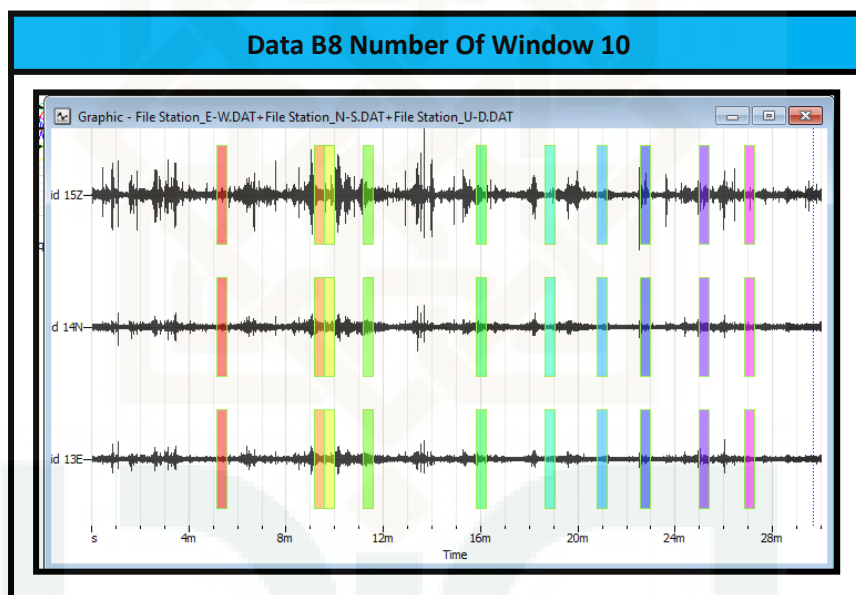 Data B8 Number Of Window 10
Graphic - File Station_E-W.DAT+File Station_N-S.DAT+File Station_U-D.DAT
id 15Z
id 14N
id 13E
s 4m 8m 12m 16m 20m 24m 28m
Time